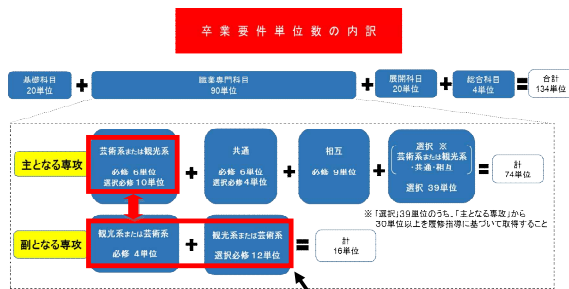 卒業要件単位数の内訳
基礎科目
20単位
+
職業専門科目
90単位
+
展開科目
20単位
+
総合科目
4単位
=
合計
134単位
主となる専攻
芸術系または観光系
必修 6単位
選択必修10単位
+
共通
必修 6単位
選択必修4単位
+
相互
必修 9単位
+
選択 ※
芸術系または観光系
・共通・相互
選択 39単位
=
計
74単位
※「選択」39単位のうち、「主となる専攻」から
30単位以上を履修指導に基づいて取得すること
副となる専攻
観光系または芸術系
必修 4単位
+
観光系または芸術系
選択必修12単位
=
計
16単位